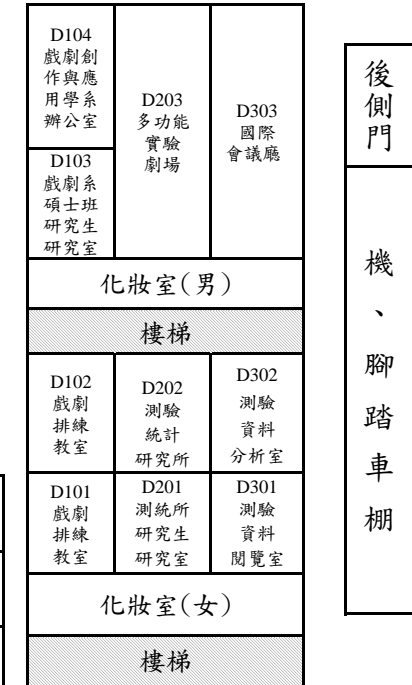 D104
戲劇創
作與應
用學系
辦公室
D103
戲劇系
碩士班
研究生
研究室
D203
多功能
實驗
劇場
D303
國際
會議廳
化妝室(男)
樓梯
D102
戲劇
排練
教室
D202
測驗
統計
研究所
D302
測驗
資料
分析室
D101
戲劇
排練
教室
D201
測統所
研究生
研究室
D301
測驗
資料
閱覽室
化妝室(女)
樓梯
後側門
機、腳踏車棚